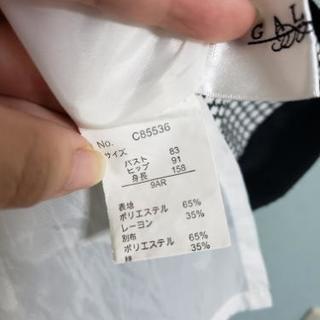 GAL
No. C85536
サイズ
バスト 83
ヒップ 91
身長 158
9AR
表地
ポリエステル 65%
レーヨン 35%
別布
ポリエステル 65%
35%